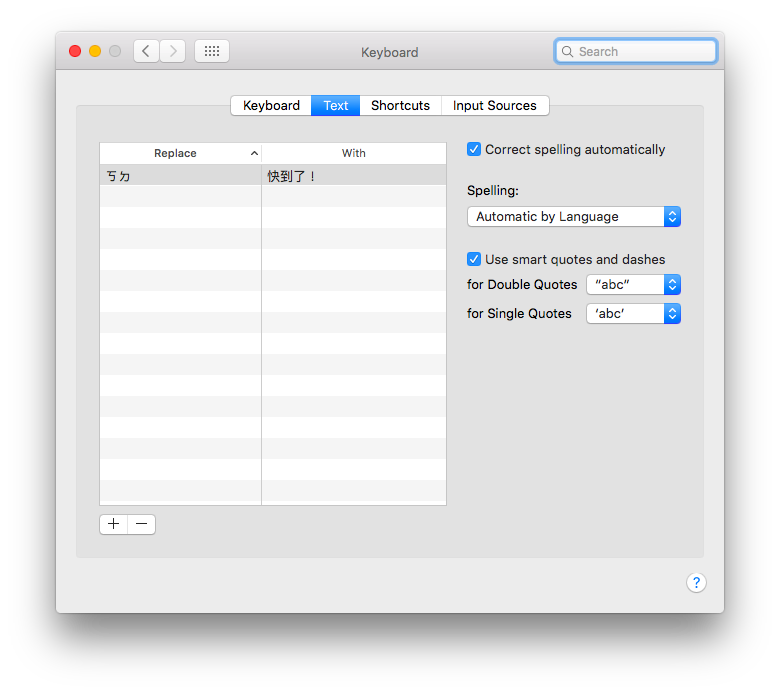 Keyboard
Search
Keyboard Text Shortcuts Input Sources
Replace With
ㄎㄉ 快到了！
Correct spelling automatically
Spelling:
Automatic by Language
Use smart quotes and dashes
for Double Quotes “abc”
for Single Quotes ‘abc’
+ −
?